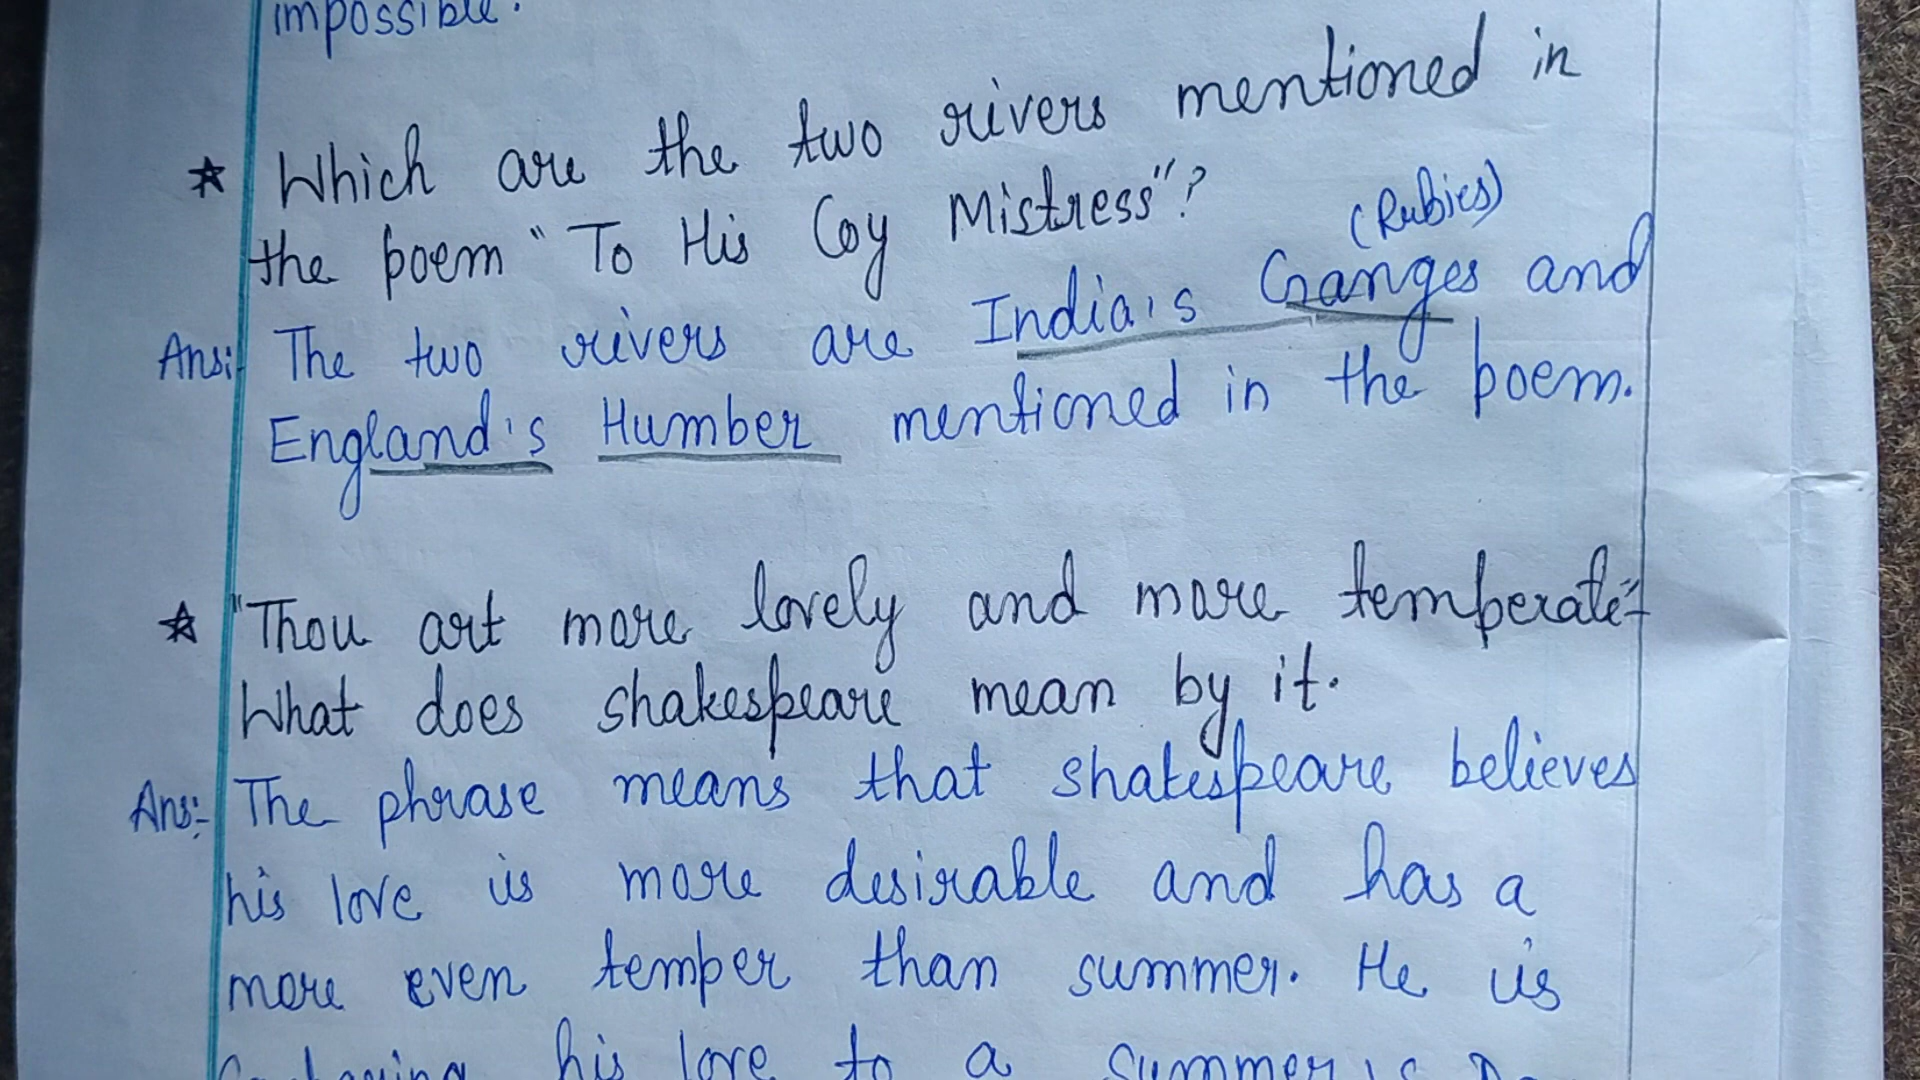 impossible.
★ Which are the two rivers mentioned in
the poem "To His Coy Mistress"?
(Rubies)
Ans:- The two rivers are India's Ganges and
England's Humber mentioned in the poem.
★ "Thou art more lovely and more temperate"-
What does shakespeare mean by it.
Ans:- The phrase means that shakespeare believes
his love is more desirable and has a
more even temper than summer. He is
his love to a summer's